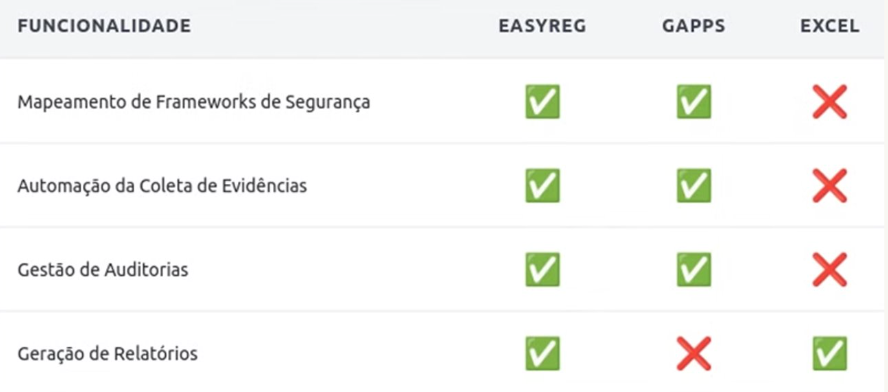 FUNCIONALIDADE EASYREG GAPPS EXCEL
Mapeamento de Frameworks de Segurança ✅ ✅ ❌
Automação da Coleta de Evidências ✅ ✅ ❌
Gestão de Auditorias ✅ ✅ ❌
Geração de Relatórios ✅ ❌ ✅